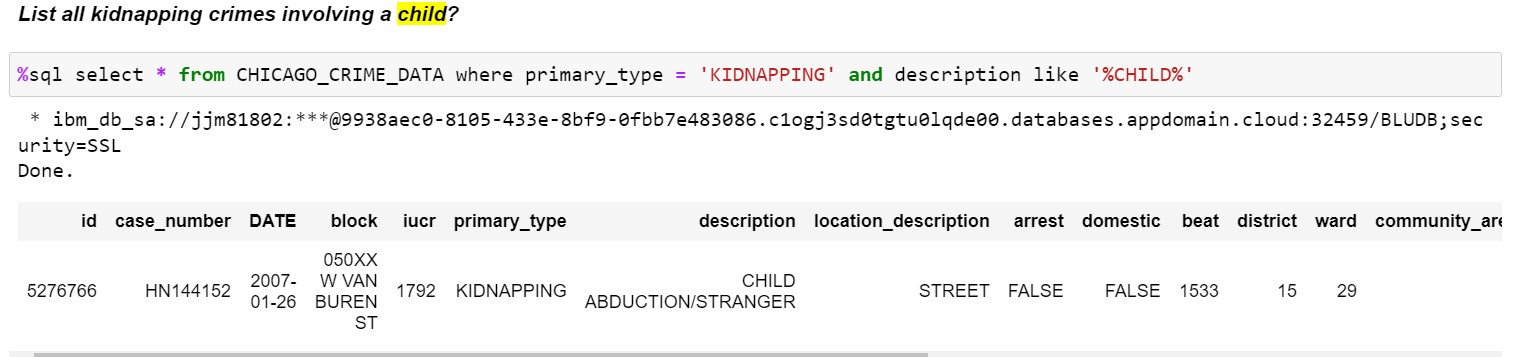 List all kidnapping crimes involving a child?
%sql select * from CHICAGO_CRIME_DATA where primary_type = 'KIDNAPPING' and description like '%CHILD%'
* ibm_db_sa://jjm81802:***@9938aec0-8105-433e-8bf9-0fbb7e483086.c1ogj3sd0tgtu0lqde00.databases.appdomain.cloud:32459/BLUDB;sec
urity=SSL
Done.
id case_number DATE block iucr primary_type description location_description arrest domestic beat district ward community_are
5276766 HN144152 2007-01-26 050XX W VAN BUREN ST 1792 KIDNAPPING CHILD ABDUCTION/STRANGER STREET FALSE FALSE 1533 15 29